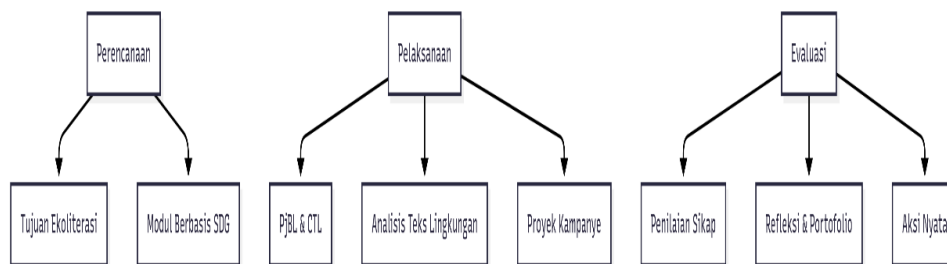 Perencanaan
Pelaksanaan
Evaluasi
Tujuan Ekoliterasi
Modul Berbasis SDG
PjBL & CTL
Analisis Teks Lingkungan
Proyek Kampanye
Penilaian Sikap
Refleksi & Portofolio
Aksi Nyata